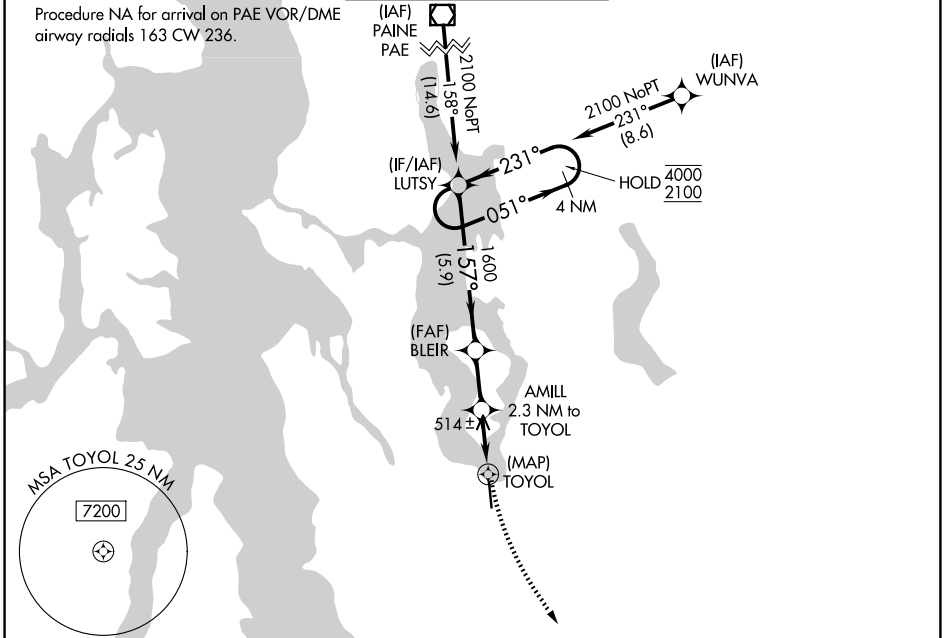 Procedure NA for arrival on PAE VOR/DME
airway radials 163 CW 236.
(IAF)
PAINE
PAE
2100 NoPT
158°
(14.6)
(IAF)
WUNVA
2100 NoPT
231°
(8.6)
(IF/IAF)
LUTSY
231°
HOLD 4000
2100
051°
4 NM
1600
157°
(5.9)
(FAF)
BLEIR
AMILL
2.3 NM to
TOYOL
514 ±
(MAP)
TOYOL
MSA TOYOL 25 NM
7200